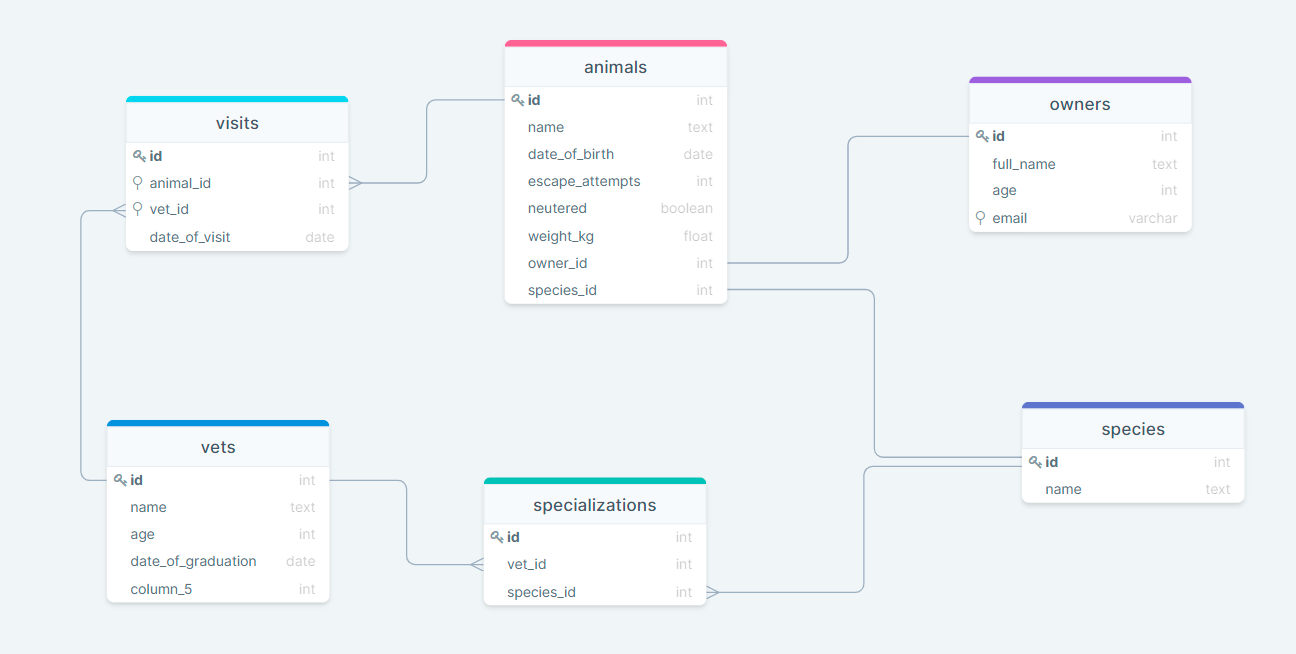 animals
id int
name text
date_of_birth date
escape_attempts int
neutered boolean
weight_kg float
owner_id int
species_id int
owners
id int
full_name text
age int
email varchar
visits
id int
animal_id int
vet_id int
date_of_visit date
vets
id int
name text
age int
date_of_graduation date
column_5 int
specializations
id int
vet_id int
species_id int
species
id int
name text